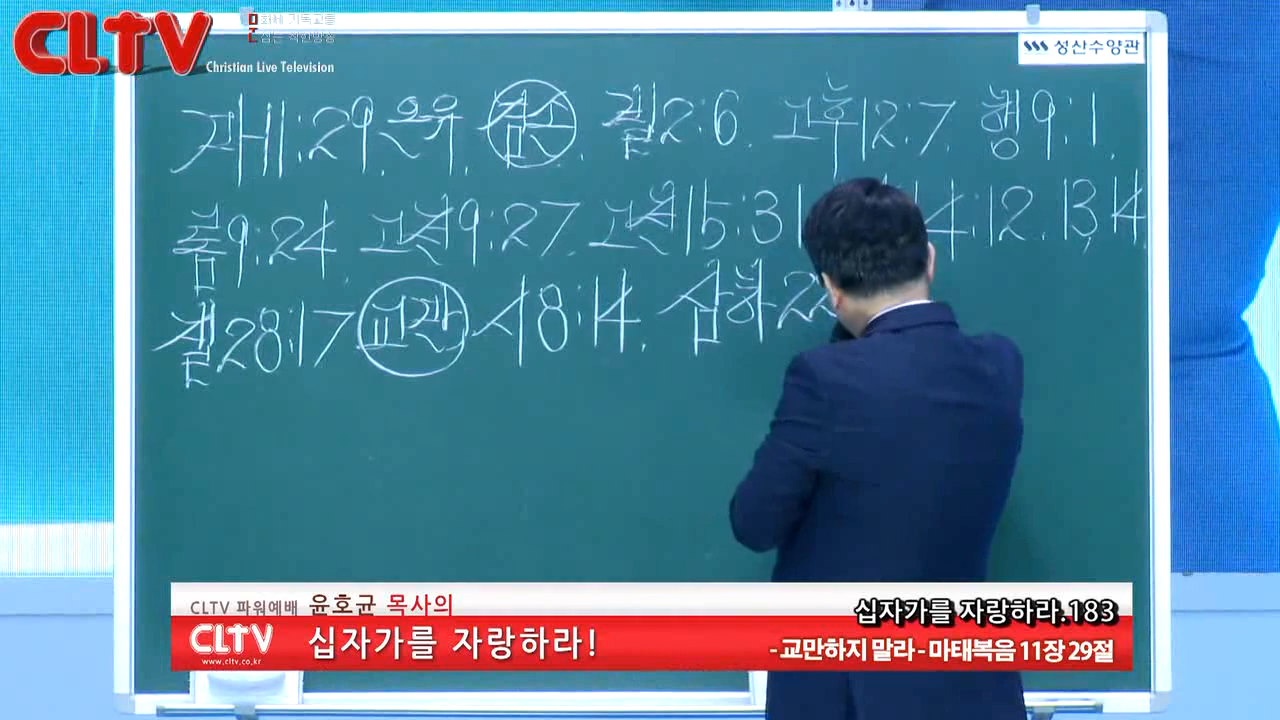 CLTV
Christian Live Television
성산수양관
마11:29. 온유. 겸손. 빌2:6. 고후12:7. 행9:1.
롬9:24. 고전9:27. 고전15:31 4:12. 13, 14.
겔28:17 교만 사8:14. 삼하22
CLTV 파워예배 윤호균 목사의
십자가를 자랑하라.183
CLTV
www.cltv.co.kr
십자가를 자랑하라!
- 교만하지 말라 - 마태복음 11장 29절